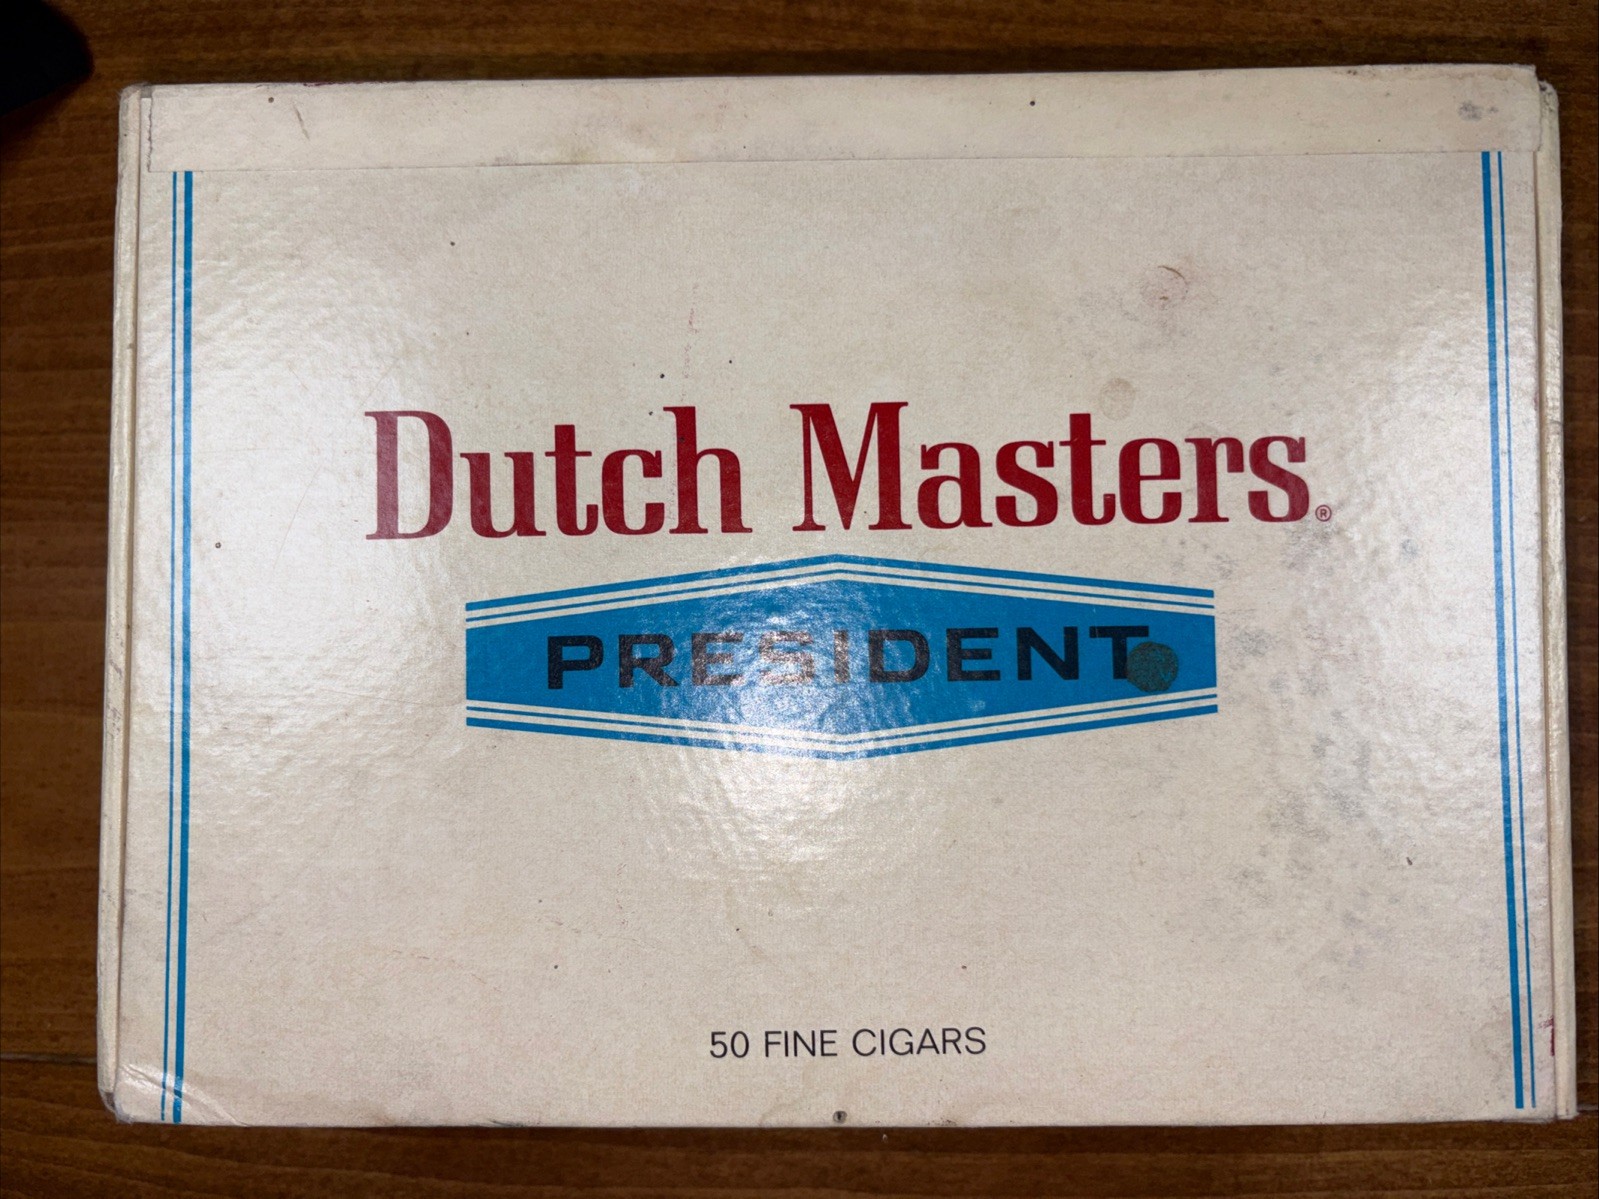 Dutch Masters®
PRESIDENT
50 FINE CIGARS